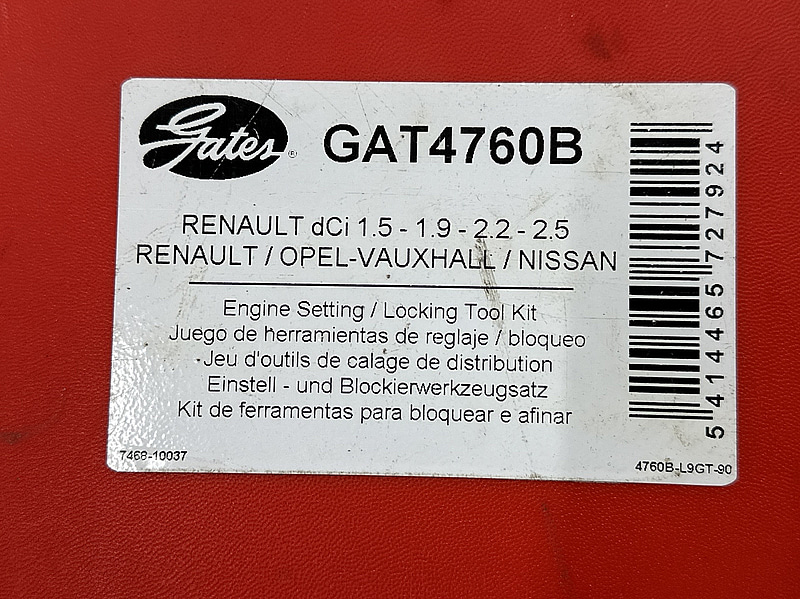 Gates ®
GAT4760B
RENAULT dCi 1.5 - 1.9 - 2.2 - 2.5
RENAULT / OPEL-VAUXHALL / NISSAN
Engine Setting / Locking Tool Kit
Juego de herramientas de reglaje / bloqueo
Jeu d'outils de calage de distribution
Einstell - und Blockierwerkzeugsatz
Kit de ferramentas para bloquear e afinar
7468-10037
4760B-L9GT-90
5 414465 727924